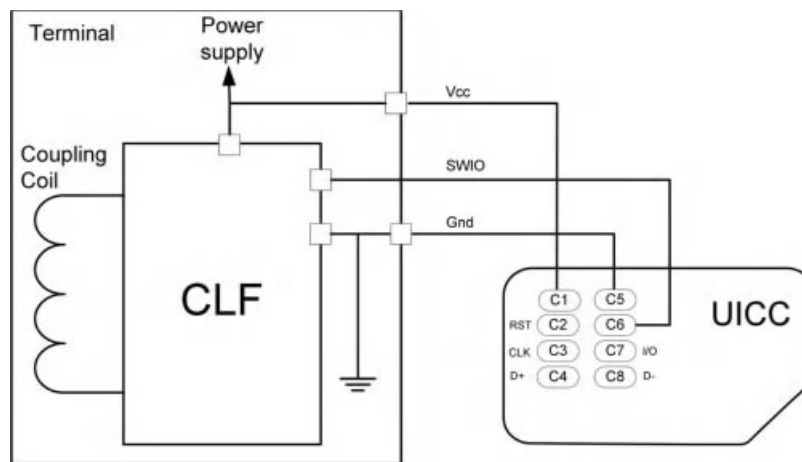 Terminal
Power
supply
Vcc
Coupling
Coil
SWIO
Gnd
CLF
UICC
C1 C5
RST C2 C6
CLK C3 C7 I/O
D+ C4 C8 D-